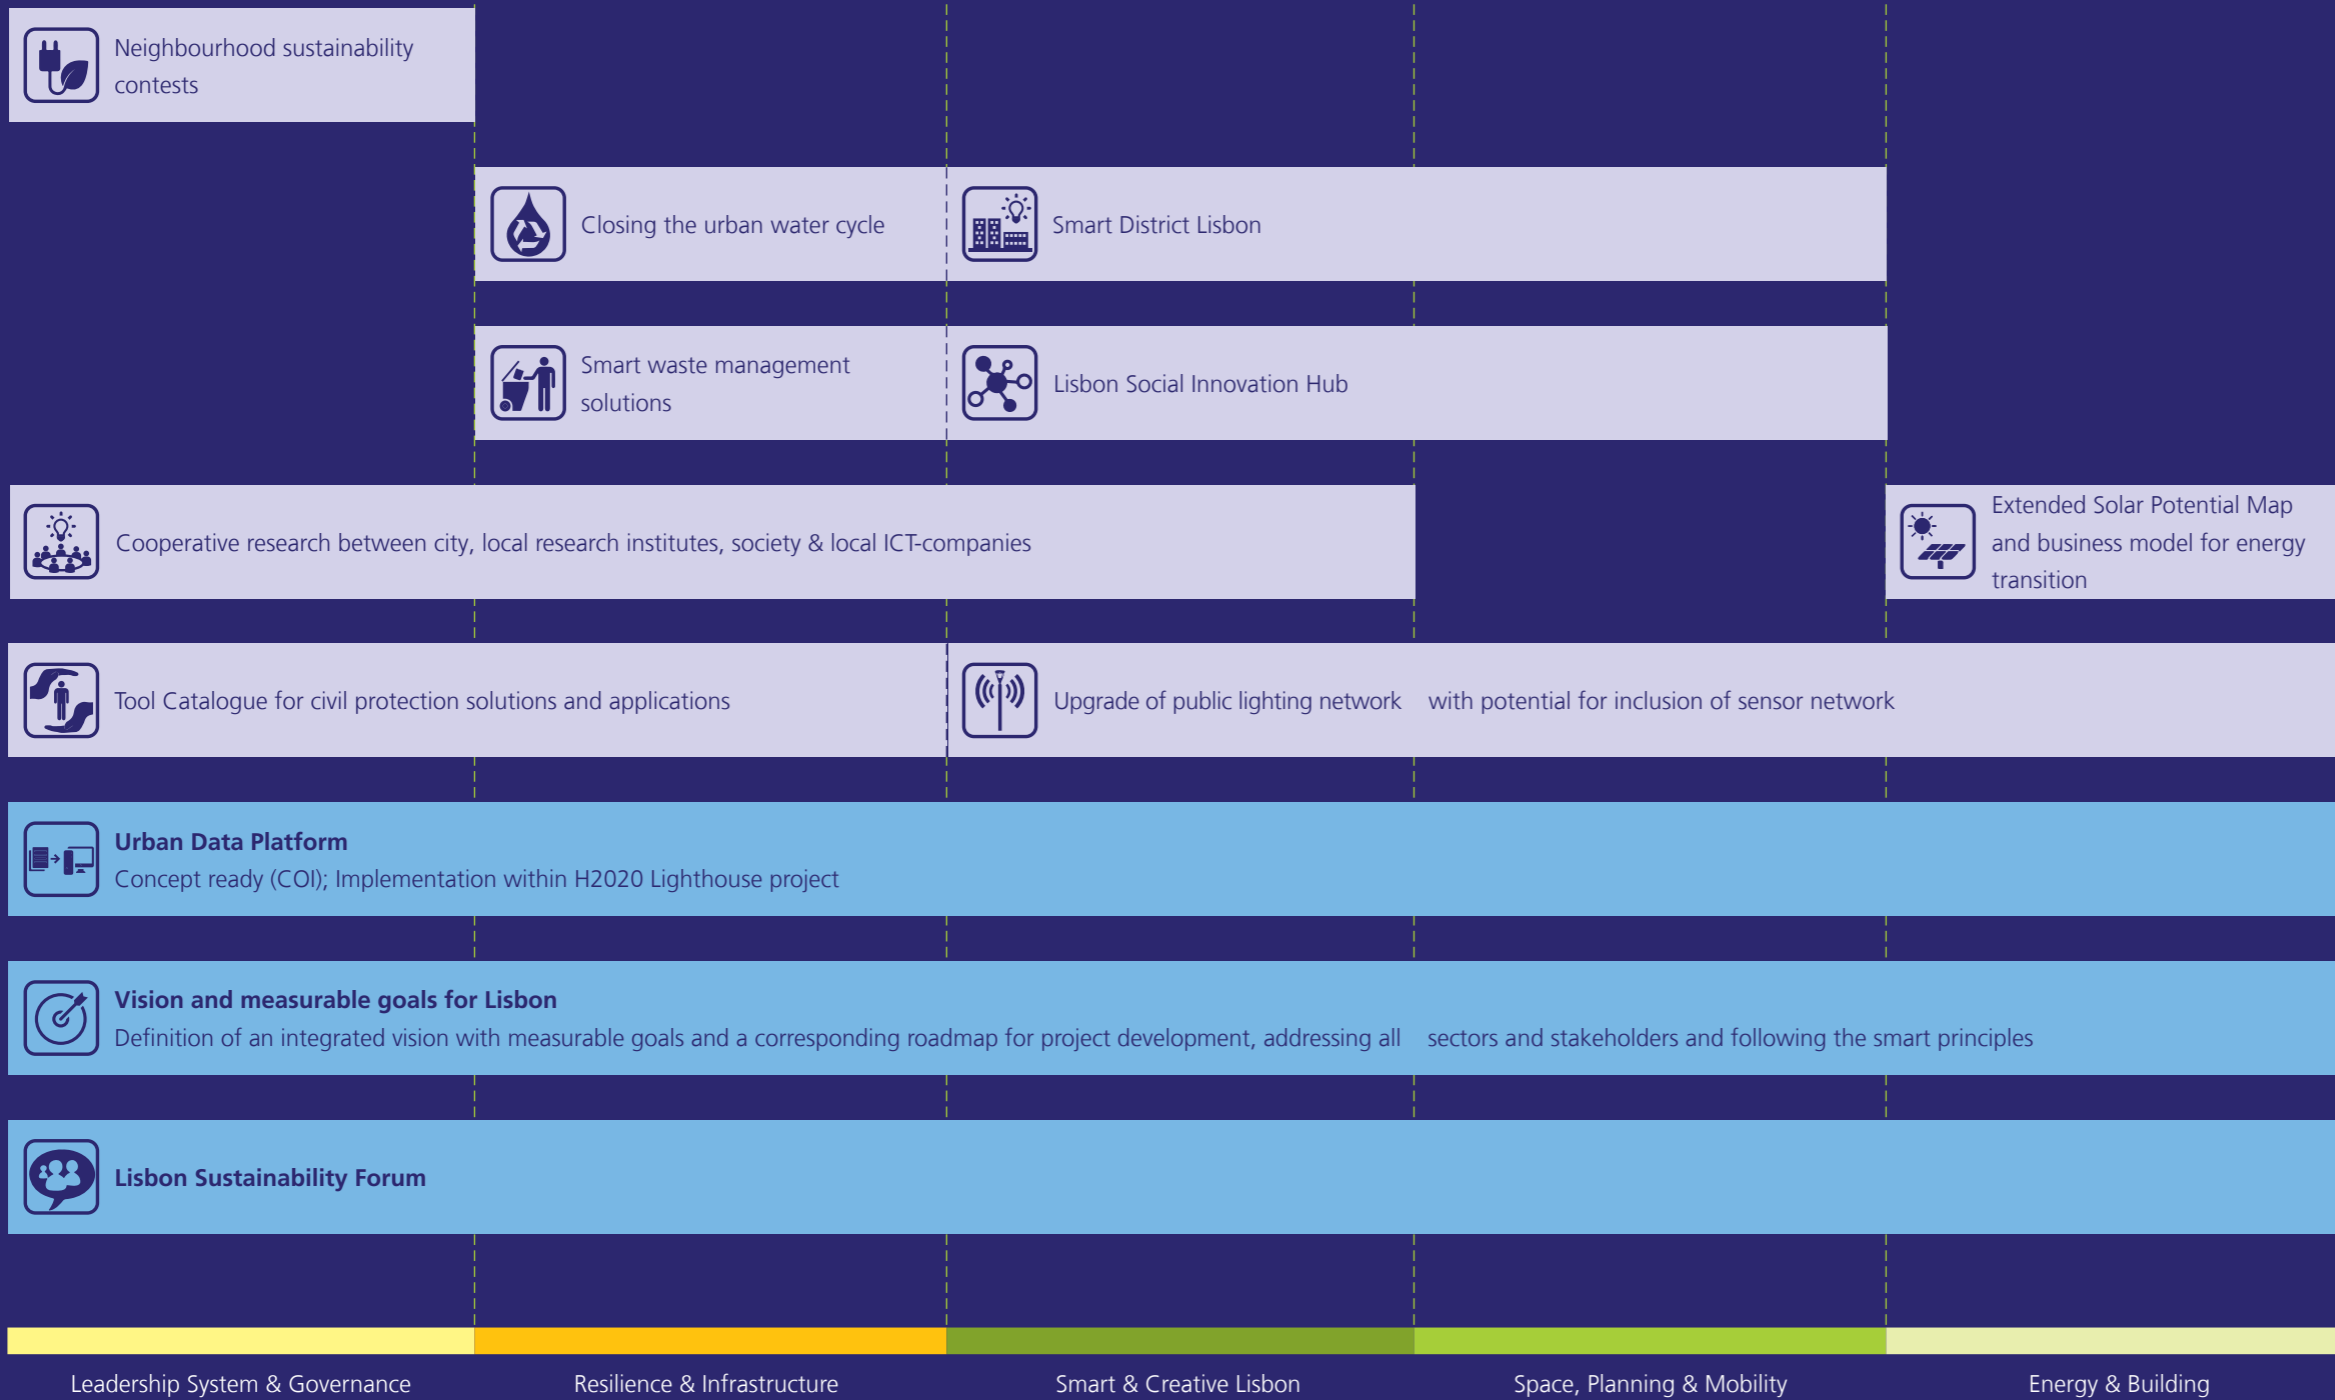 Neighbourhood sustainability
contests
Closing the urban water cycle
Smart District Lisbon
Smart waste management
solutions
Lisbon Social Innovation Hub
Cooperative research between city, local research institutes, society & local ICT-companies
Extended Solar Potential Map
and business model for energy
transition
Tool Catalogue for civil protection solutions and applications
Upgrade of public lighting network with potential for inclusion of sensor network
Urban Data Platform
Concept ready (COI); Implementation within H2020 Lighthouse project
Vision and measurable goals for Lisbon
Definition of an integrated vision with measurable goals and a corresponding roadmap for project development, addressing all sectors and stakeholders and following the smart principles
Lisbon Sustainability Forum
Leadership System & Governance
Resilience & Infrastructure
Smart & Creative Lisbon
Space, Planning & Mobility
Energy & Building